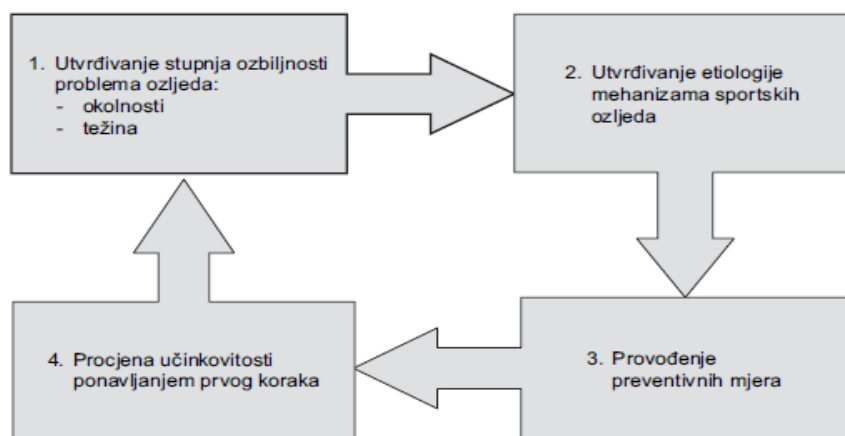 1. Utvrđivanje stupnja ozbiljnosti
problema ozljeda:
- okolnosti
- težina
2. Utvrđivanje etiologije
mehanizama sportskih
ozljeda
3. Provođenje
preventivnih mjera
4. Procjena učinkovitosti
ponavljanjem prvog koraka